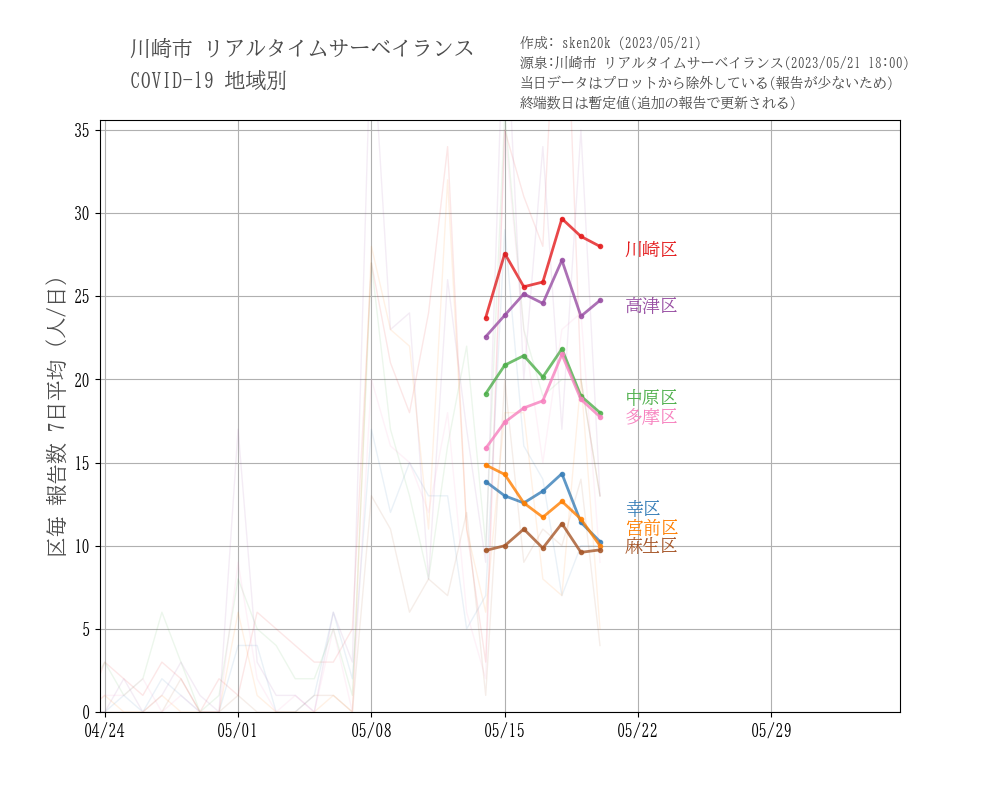 川崎市 リアルタイムサーベイランス
COVID-19 地域別
作成: sken20k (2023/05/21)
源泉:川崎市 リアルタイムサーベイランス(2023/05/21 18:00)
当日データはプロットから除外している(報告が少ないため)
終端数日は暫定値(追加の報告で更新される)
区毎 報告数 7日平均 (人/日)
35
30
25
20
15
10
5
0
川崎区
高津区
中原区
多摩区
幸区
宮前区
麻生区
04/24
05/01
05/08
05/15
05/22
05/29